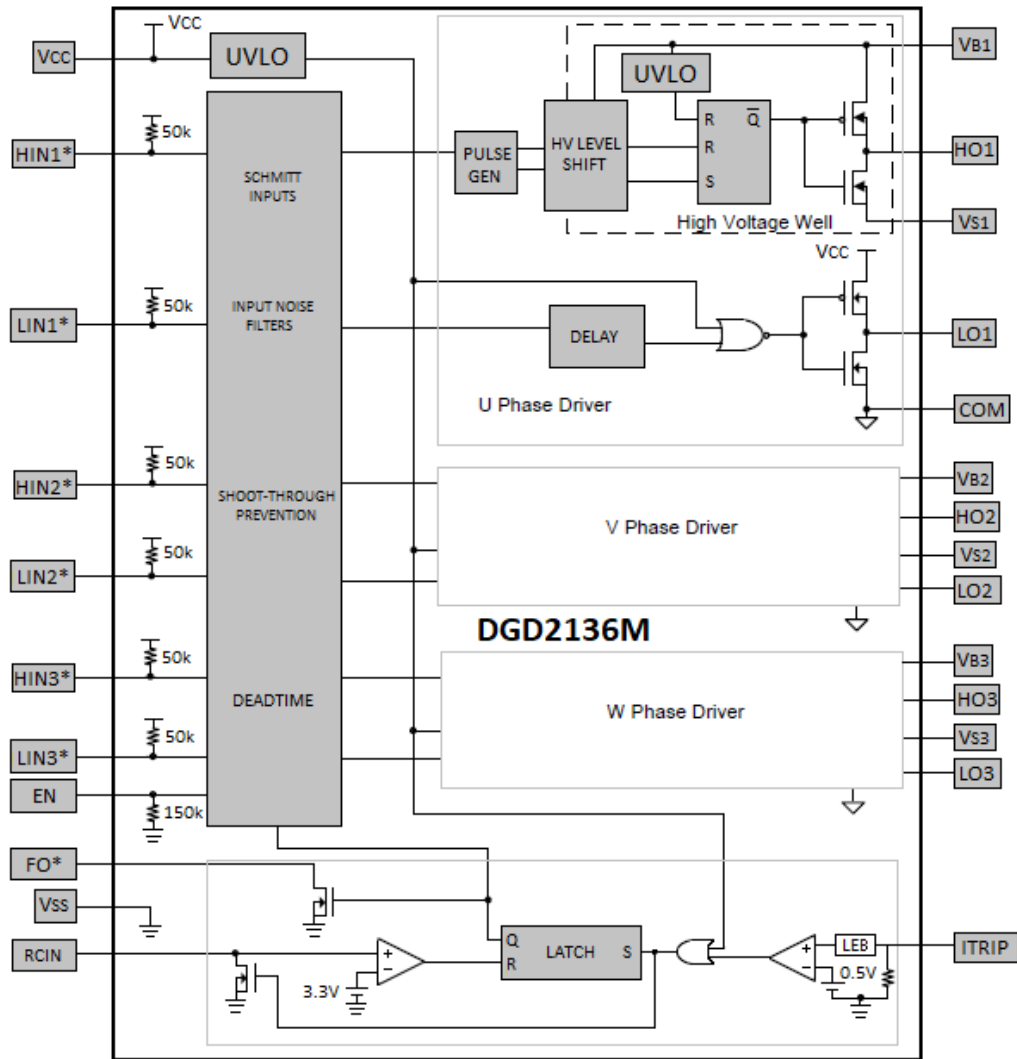 VCC
VCC
UVLO
VB1
UVLO
HIN1*
50k
PULSE
GEN
HV LEVEL
SHIFT
R
Q̅
R
S
HO1
SCHMITT
INPUTS
High Voltage Well
VS1
VCC
LIN1*
50k
INPUT NOISE
FILTERS
DELAY
LO1
U Phase Driver
COM
HIN2*
50k
SHOOT-THROUGH
PREVENTION
V Phase Driver
VB2
HO2
VS2
LO2
LIN2*
50k
DGD2136M
HIN3*
50k
DEADTIME
W Phase Driver
VB3
HO3
VS3
LO3
LIN3*
50k
EN
150k
FO*
VSS
RCIN
+
−
3.3V
Q
R
LATCH
S
+
−
LEB
0.5V
ITRIP